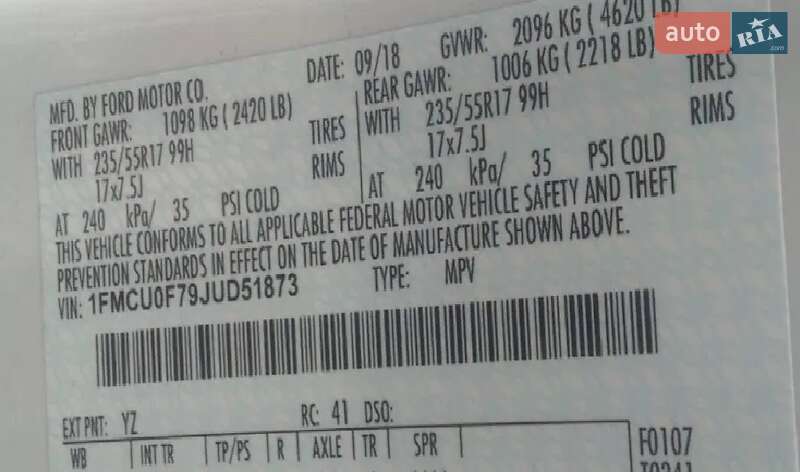 MFD. BY FORD MOTOR CO.
DATE: 09/18 GVWR: 2096 KG ( 4620 LB)
FRONT GAWR: 1098 KG ( 2420 LB)
WITH 235/55R17 99H TIRES
17x7.5J RIMS
AT 240 kPa/ 35 PSI COLD
REAR GAWR: 1006 KG ( 2218 LB)
WITH 235/55R17 99H TIRES
17x7.5J RIMS
AT 240 kPa/ 35 PSI COLD
THIS VEHICLE CONFORMS TO ALL APPLICABLE FEDERAL MOTOR VEHICLE SAFETY AND THEFT
PREVENTION STANDARDS IN EFFECT ON THE DATE OF MANUFACTURE SHOWN ABOVE.
VIN: 1FMCU0F79JUD51873 TYPE: MPV
EXT PNT: YZ RC: 41 DSO:
WB INT TR TP/PS R AXLE TR SPR
F0107
auto RIA.com